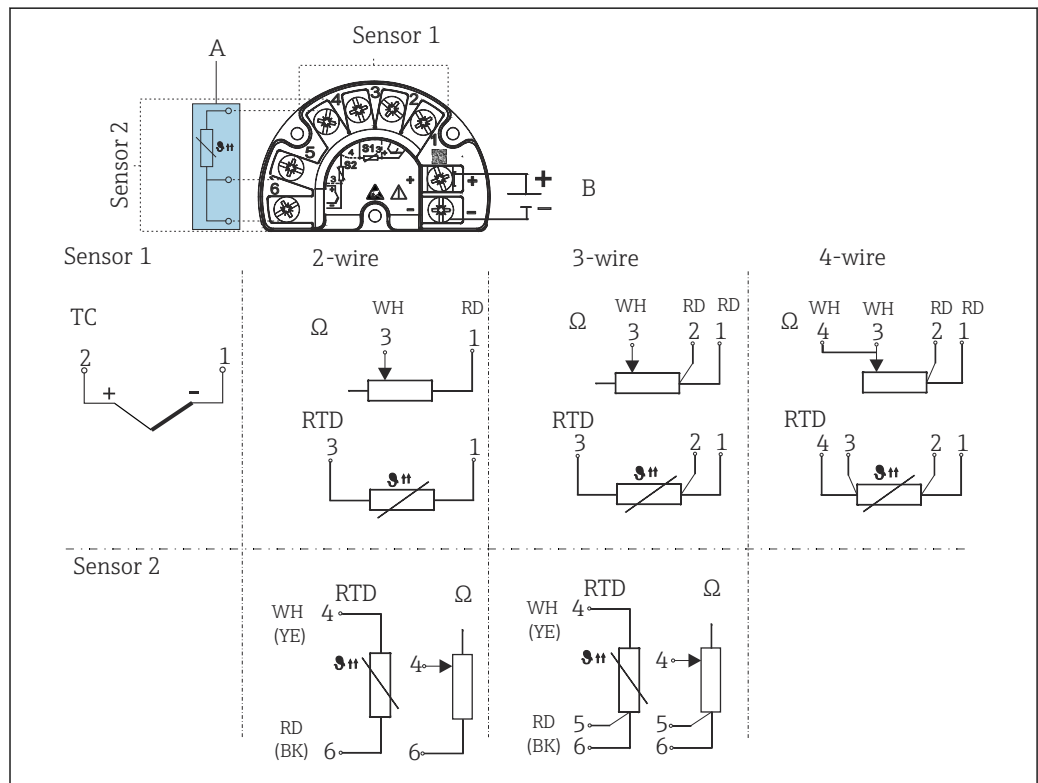 Sensor 1
A
Sensor 2
4 3 2
5 1
6
S1 3 +
4
S2
3
+ -
+ +
- -
+
-
B
Sensor 1 2-wire 3-wire 4-wire
TC
2 1
+ -
Ω WH RD
3 1
RTD
3 1
ϑ
Ω WH RD RD
3 2 1
RTD
3 2 1
ϑ
Ω WH WH RD RD
4 3 2 1
RTD
4 3 2 1
ϑ
Sensor 2
RTD Ω
WH 4
(YE)
ϑ 4
RD
(BK) 6 6
RTD Ω
WH 4
(YE)
ϑ 4
RD 5 5
(BK) 6 6